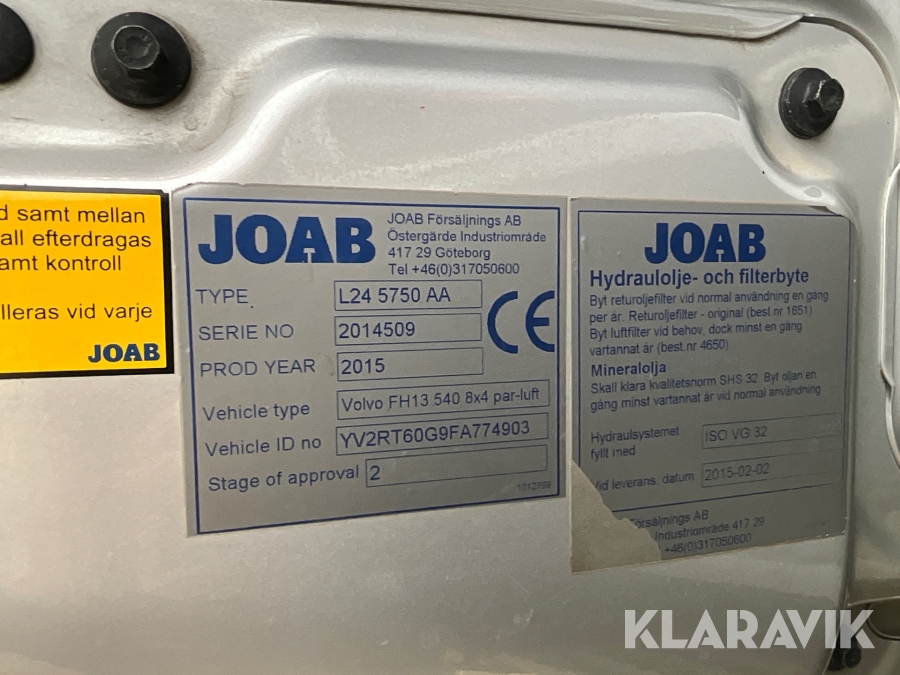 d samt mellan
all efterdragas
amt kontroll
lleras vid varje
JOAB
JOAB
JOAB Försäljnings AB
Östergärde Industriområde
417 29 Göteborg
Tel +46(0)317050600
TYPE L24 5750 AA
SERIE NO 2014509
PROD YEAR 2015
CE
Vehicle type Volvo FH13 540 8x4 par-luft
Vehicle ID no YV2RT60G9FA774903
Stage of approval 2
1012769
JOAB
Hydraulolje- och filterbyte
Byt returoljefilter vid normal användning en gång
per år. Returoljefilter - original (best.nr 1651)
Byt luftfilter vid behov, dock minst en gång
vartannat år (best.nr 4650)
Mineralolja
Skall klara kvalitetsnorm SHS 32. Byt oljan en
gång minst vartannat år vid normal användning
Hydraulsystemet
fyllt med ISO VG 32
Vid leverans, datum 2015-02-02
Försäljnings AB
Industriområde 417 29
+46(0)317050600
KLARAVIK